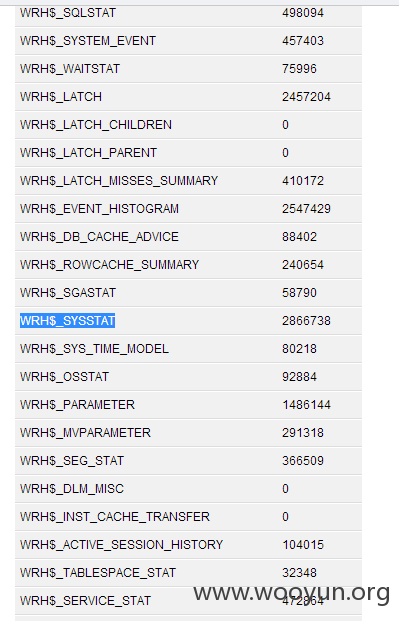 WRH$_SQLSTAT 498094
WRH$_SYSTEM_EVENT 457403
WRH$_WAITSTAT 75996
WRH$_LATCH 2457204
WRH$_LATCH_CHILDREN 0
WRH$_LATCH_PARENT 0
WRH$_LATCH_MISSES_SUMMARY 410172
WRH$_EVENT_HISTOGRAM 2547429
WRH$_DB_CACHE_ADVICE 88402
WRH$_ROWCACHE_SUMMARY 240654
WRH$_SGASTAT 58790
WRH$_SYSSTAT 2866738
WRH$_SYS_TIME_MODEL 80218
WRH$_OSSTAT 92884
WRH$_PARAMETER 1486144
WRH$_MVPARAMETER 291318
WRH$_SEG_STAT 366509
WRH$_DLM_MISC 0
WRH$_INST_CACHE_TRANSFER 0
WRH$_ACTIVE_SESSION_HISTORY 104015
WRH$_TABLESPACE_STAT 32348
www.wooyun.org
WRH$_SERVICE_STAT 472864